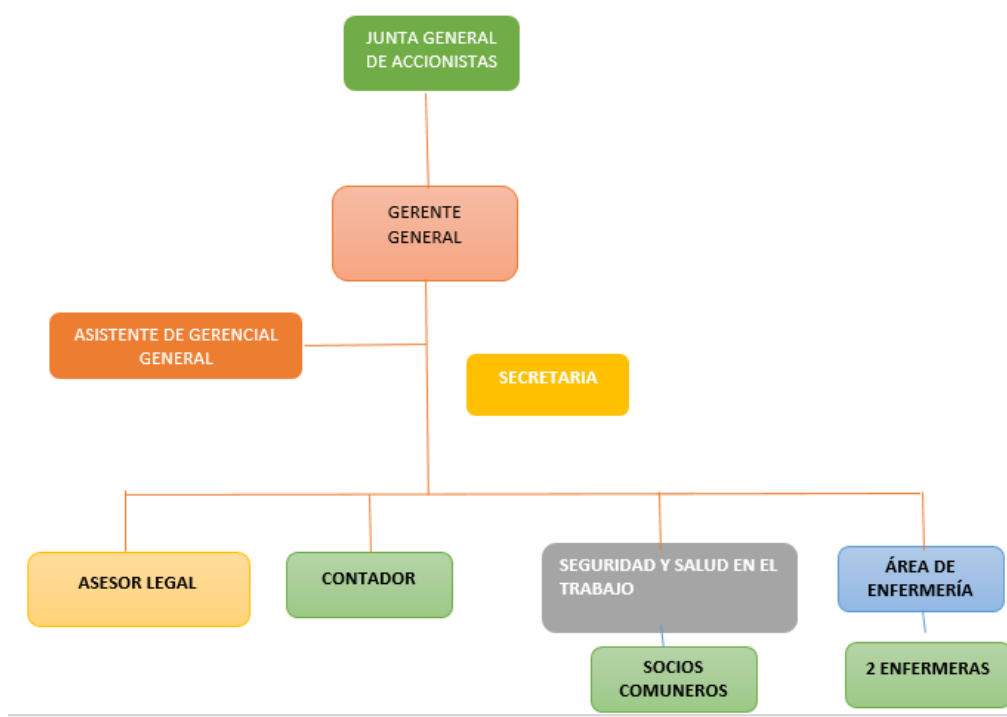 JUNTA GENERAL
DE ACCIONISTAS
GERENTE
GENERAL
ASISTENTE DE GERENCIAL
GENERAL
SECRETARIA
ASESOR LEGAL
CONTADOR
SEGURIDAD Y SALUD EN EL
TRABAJO
ÁREA DE
ENFERMERÍA
SOCIOS
COMUNEROS
2 ENFERMERAS